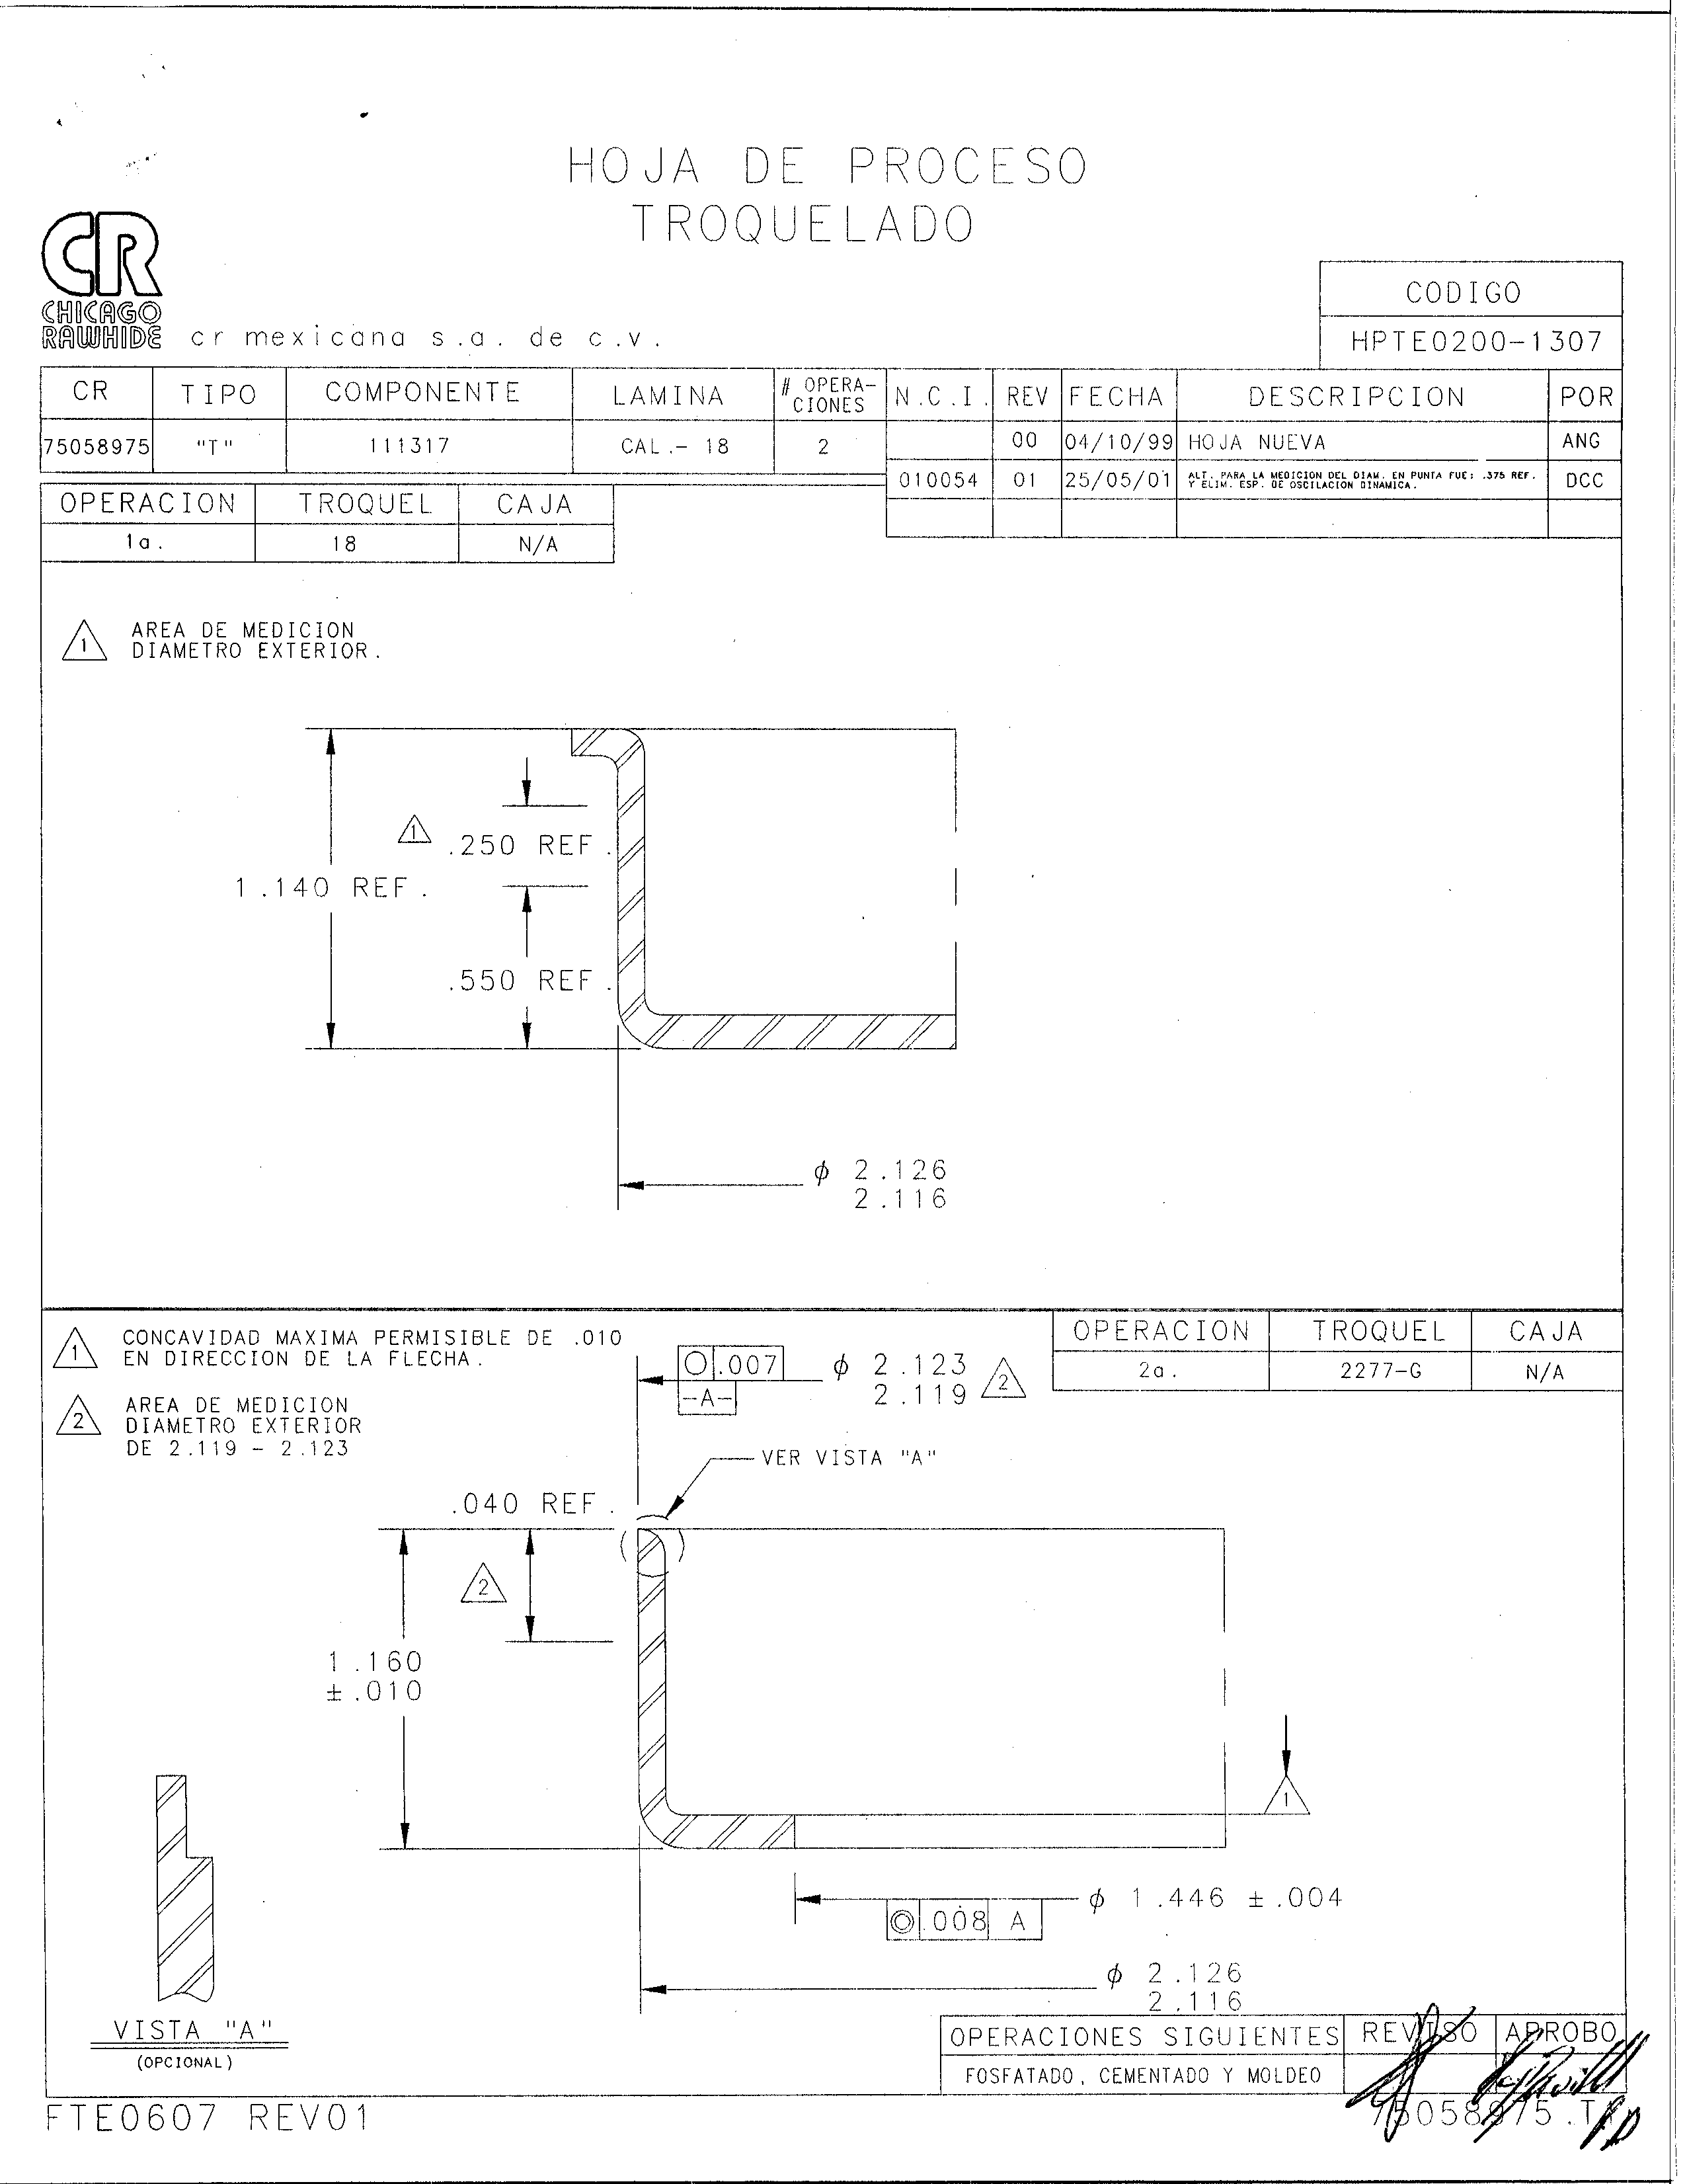 HOJA DE PROCESO
TROQUELADO
CR
CHICAGO
RAWHIDE
cr mexicana s.a. de c.v.
CODIGO
HPTE0200-1307
CR TIPO COMPONENTE LAMINA # OPERA-CIONES
75058975 "T" 111317 CAL.- 18 2
N.C.I. REV FECHA DESCRIPCION POR
00 04/10/99 HOJA NUEVA ANG
010054 01 25/05/01 ALT. PARA LA MEDICION DEL DIAM. EN PUNTA FUE: .375 REF.
Y ELIM. ESP. DE OSCILACION DINAMICA. DCC
OPERACION TROQUEL CAJA
1a. 18 N/A
1 AREA DE MEDICION
DIAMETRO EXTERIOR.
1 .250 REF.
1.140 REF.
.550 REF.
φ 2.126
2.116
1 CONCAVIDAD MAXIMA PERMISIBLE DE .010
EN DIRECCION DE LA FLECHA.
2 AREA DE MEDICION
DIAMETRO EXTERIOR
DE 2.119 - 2.123
○ .007
-A-
φ 2.123
2.119 2
OPERACION TROQUEL CAJA
2a. 2277-G N/A
VER VISTA "A"
.040 REF.
2
1.160
±.010
1
φ 1.446 ±.004
◎ .008 A
φ 2.126
2.116
VISTA "A"
(OPCIONAL)
OPERACIONES SIGUIENTES REVISO APROBO
FOSFATADO, CEMENTADO Y MOLDEO
FTE0607 REV01
75058975.T